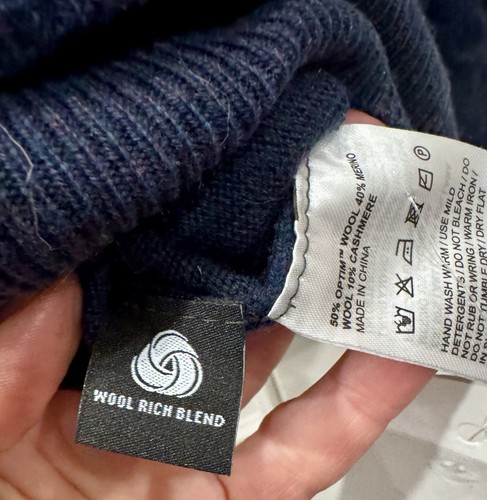 WOOL RICH BLEND
50% OPTIM™ WOOL 40% MERINO
WOOL 10% CASHMERE
MADE IN CHINA
P
HAND WASH WARM / USE MILD
DETERGENTS / DO NOT BLEACH / DO
NOT RUB OR WRING / WARM IRON /
DO NOT TUMBLE DRY / DRY FLAT